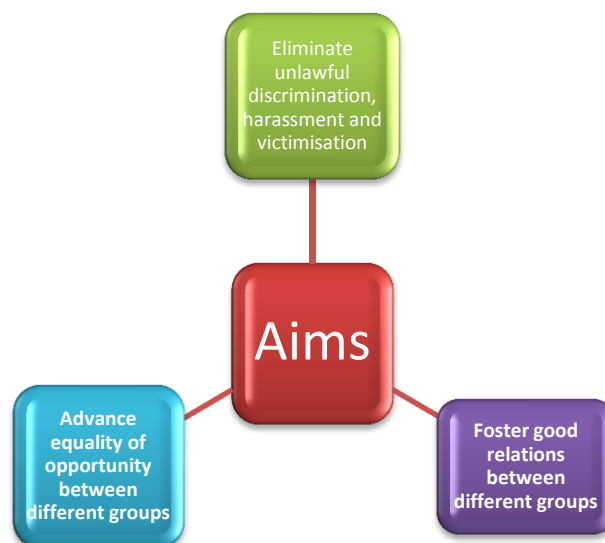 Eliminate
unlawful
discrimination,
harassment and
victimisation
Aims
Advance
equality of
opportunity
between
different groups
Foster good
relations
between
different groups